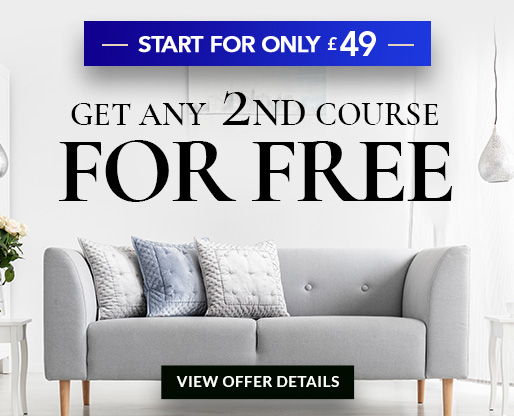 — START FOR ONLY £49 —
GET ANY 2ND COURSE
FOR FREE
VIEW OFFER DETAILS